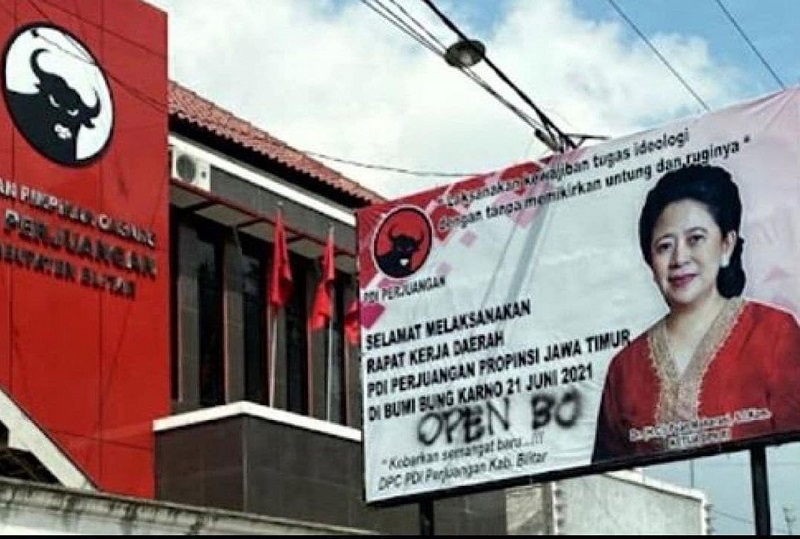 PERJUANGAN
"Laksanakan kewajiban tugas ideologi
dengan tanpa memikirkan untung dan ruginya "
PDI PERJUANGAN
SELAMAT MELAKSANAKAN
RAPAT KERJA DAERAH
PDI PERJUANGAN PROPINSI JAWA TIMUR
DI BUMI BUNG KARNO 21 JUNI 2021
OPEN BO
" Kobarkan semangat baru...!!!
DPC PDI Perjuangan Kab. Blitar